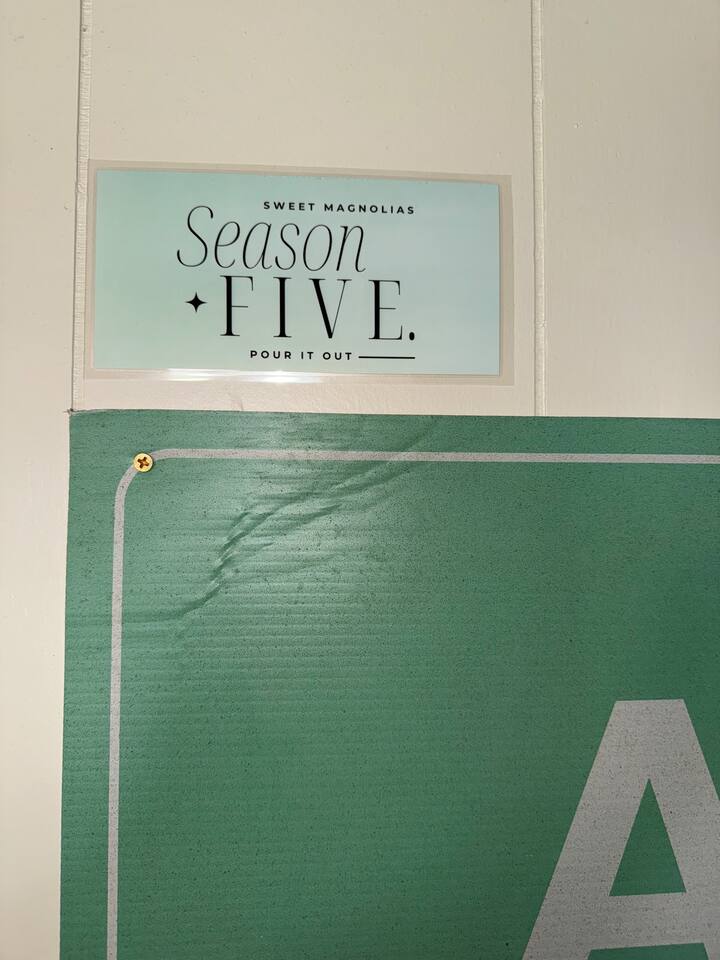 SWEET MAGNOLIAS
Season
FIVE.
POUR IT OUT
A